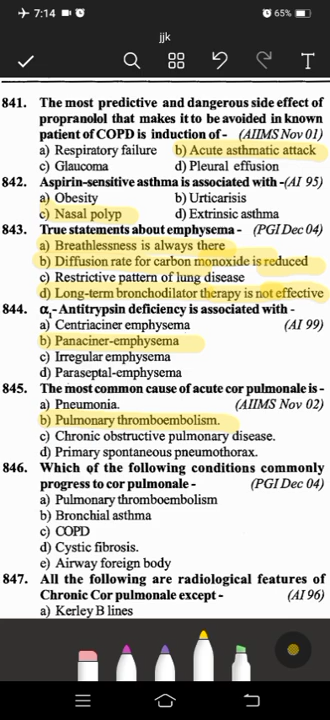 7:14
65%
jjk
T
841. The most predictive and dangerous side effect of
propranolol that makes it to be avoided in known
patient of COPD is induction of - (AIIMS Nov 01)
a) Respiratory failure b) Acute asthmatic attack
c) Glaucoma d) Pleural effusion
842. Aspirin-sensitive asthma is associated with -(AI 95)
a) Obesity b) Urticarisis
c) Nasal polyp d) Extrinsic asthma
843. True statements about emphysema - (PGI Dec 04)
a) Breathlessness is always there
b) Diffusion rate for carbon monoxide is reduced
c) Restrictive pattern of lung disease
d) Long-term bronchodilator therapy is not effective
844. α₁-Antitrypsin deficiency is associated with -
a) Centriaciner emphysema (AI 99)
b) Panaciner-emphysema
c) Irreguler emphysema
d) Paraseptal-emphysema
845. The most common cause of acute cor pulmonale is -
a) Pneumonia. (AIIMS Nov 02)
b) Pulmonary thromboembolism.
c) Chronic obstructive pulmonary disease.
d) Primary spontaneous pneumothorax.
846. Which of the following conditions commonly
progress to cor pulmonale - (PGI Dec 04)
a) Pulmonary thromboembolism
b) Bronchial asthma
c) COPD
d) Cystic fibrosis.
e) Airway foreign body
847. All the following are radiological features of
Chronic Cor pulmonale except - (AI 96)
a) Kerley B lines